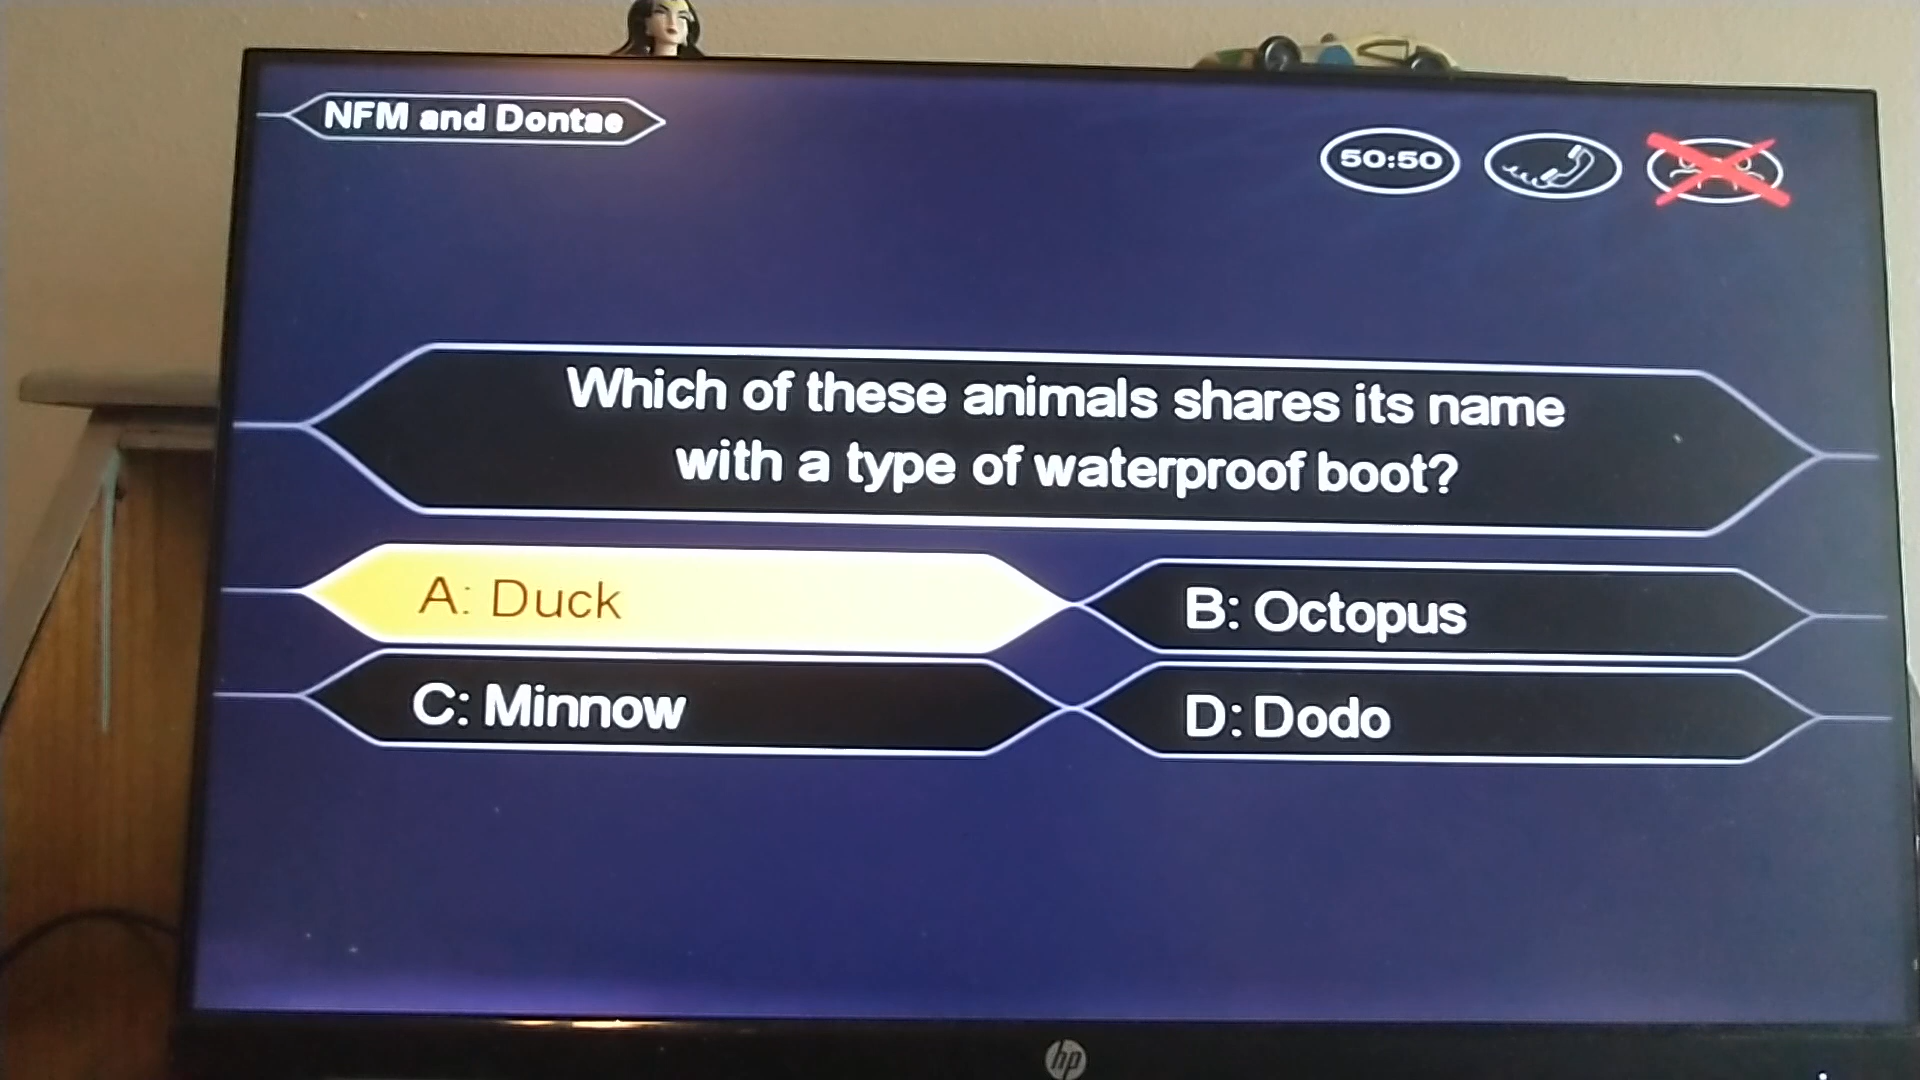 NFM and Dontae
50:50
Which of these animals shares its name
with a type of waterproof boot?
A: Duck
B: Octopus
C: Minnow
D: Dodo
hp